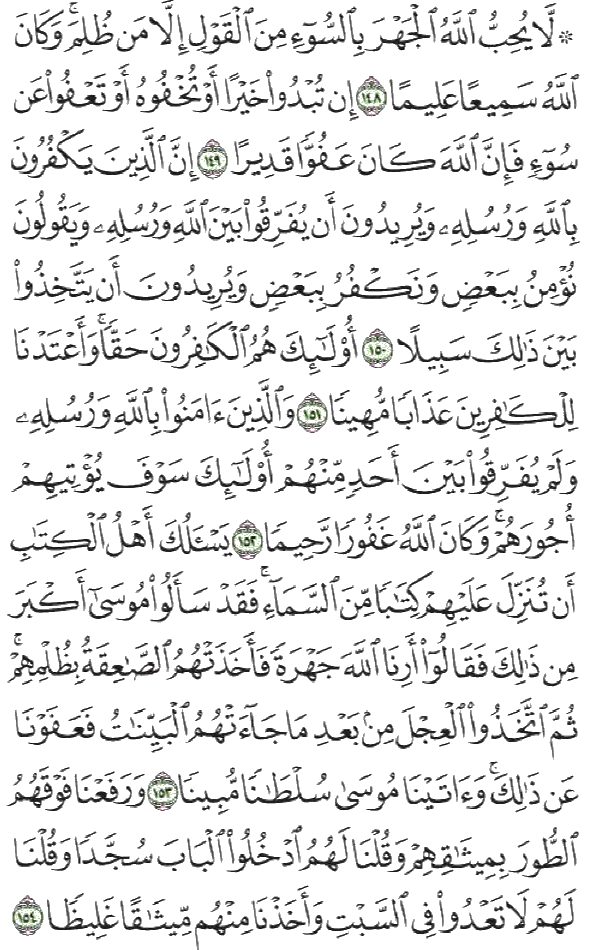 ۞ لَّا يُحِبُّ ٱللَّهُ ٱلْجَهْرَ بِٱلسُّوٓءِ مِنَ ٱلْقَوْلِ إِلَّا مَن ظُلِمَ ۚ وَكَانَ
ٱللَّهُ سَمِيعًا عَلِيمًا ١٤٨ إِن تُبْدُوا۟ خَيْرًا أَوْ تُخْفُوهُ أَوْ تَعْفُوا۟ عَن
سُوٓءٍ فَإِنَّ ٱللَّهَ كَانَ عَفُوًّا قَدِيرًا ١٤٩ إِنَّ ٱلَّذِينَ يَكْفُرُونَ
بِٱللَّهِ وَرُسُلِهِۦ وَيُرِيدُونَ أَن يُفَرِّقُوا۟ بَيْنَ ٱللَّهِ وَرُسُلِهِۦ وَيَقُولُونَ
نُؤْمِنُ بِبَعْضٍ وَنَكْفُرُ بِبَعْضٍ وَيُرِيدُونَ أَن يَتَّخِذُوا۟
بَيْنَ ذَٰلِكَ سَبِيلًا ١٥٠ أُو۟لَـٰٓئِكَ هُمُ ٱلْكَـٰفِرُونَ حَقًّا ۚ وَأَعْتَدْنَا
لِلْكَـٰفِرِينَ عَذَابًا مُّهِينًا ١٥١ وَٱلَّذِينَ ءَامَنُوا۟ بِٱللَّهِ وَرُسُلِهِۦ
وَلَمْ يُفَرِّقُوا۟ بَيْنَ أَحَدٍ مِّنْهُمْ أُو۟لَـٰٓئِكَ سَوْفَ يُؤْتِيهِمْ
أُجُورَهُمْ ۗ وَكَانَ ٱللَّهُ غَفُورًا رَّحِيمًا ١٥٢ يَسْـَٔلُكَ أَهْلُ ٱلْكِتَـٰبِ
أَن تُنَزِّلَ عَلَيْهِمْ كِتَـٰبًا مِّنَ ٱلسَّمَآءِ ۚ فَقَدْ سَأَلُوا۟ مُوسَىٰٓ أَكْبَرَ
مِن ذَٰلِكَ فَقَالُوٓا۟ أَرِنَا ٱللَّهَ جَهْرَةً فَأَخَذَتْهُمُ ٱلصَّـٰعِقَةُ بِظُلْمِهِمْ ۚ
ثُمَّ ٱتَّخَذُوا۟ ٱلْعِجْلَ مِنۢ بَعْدِ مَا جَآءَتْهُمُ ٱلْبَيِّنَـٰتُ فَعَفَوْنَا
عَن ذَٰلِكَ ۚ وَءَاتَيْنَا مُوسَىٰ سُلْطَـٰنًا مُّبِينًا ١٥٣ وَرَفَعْنَا فَوْقَهُمُ
ٱلطُّورَ بِمِيثَـٰقِهِمْ وَقُلْنَا لَهُمُ ٱدْخُلُوا۟ ٱلْبَابَ سُجَّدًا وَقُلْنَا
لَهُمْ لَا تَعْدُوا۟ فِى ٱلسَّبْتِ وَأَخَذْنَا مِنْهُم مِّيثَـٰقًا غَلِيظًا ١٥٤